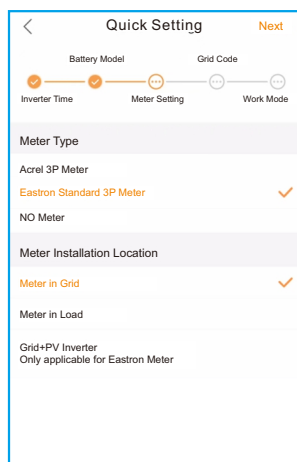 Quick Setting Next
Battery Model Grid Code
Inverter Time Meter Setting Work Mode
Meter Type
Acrel 3P Meter
Eastron Standard 3P Meter
NO Meter
Meter Installation Location
Meter in Grid
Meter in Load
Grid+PV Inverter
Only applicable for Eastron Meter